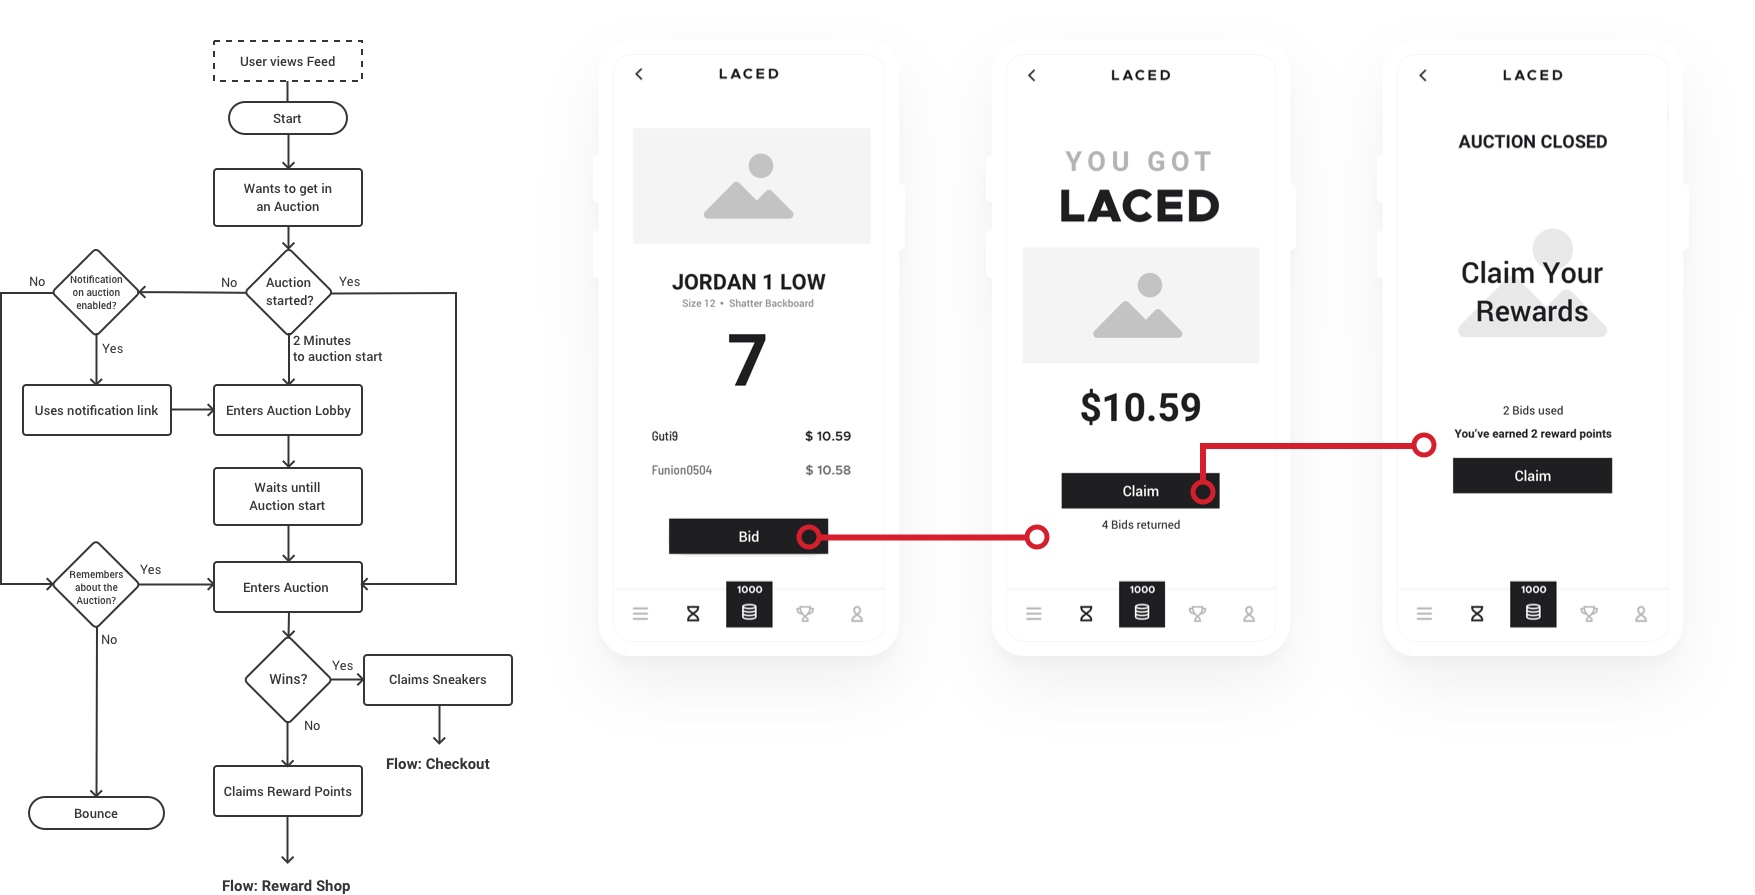 User views Feed
Start
Wants to get in
an Auction
No
Notification
on auction
enabled?
No
Auction
started?
Yes
Yes
2 Minutes
to auction start
Uses notification link
Enters Auction Lobby
Waits untill
Auction start
Remembers
about the
Auction?
Yes
Enters Auction
No
Wins?
Yes
Claims Sneakers
No
Flow: Checkout
Claims Reward Points
Bounce
Flow: Reward Shop
LACED
JORDAN 1 LOW
Size 12 • Shatter Backboard
7
Guti9 $ 10.59
Funion0504 $ 10.58
Bid
1000
LACED
YOU GOT
LACED
$10.59
Claim
4 Bids returned
1000
LACED
AUCTION CLOSED
Claim Your
Rewards
2 Bids used
You've earned 2 reward points
Claim
1000